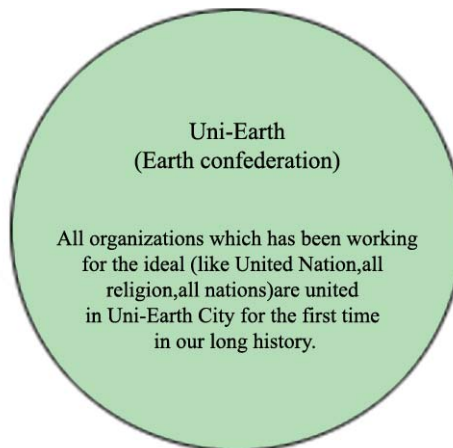 Uni-Earth
(Earth confederation)
All organizations which has been working
for the ideal (like United Nation,all
religion,all nations)are united
in Uni-Earth City for the first time
in our long history.